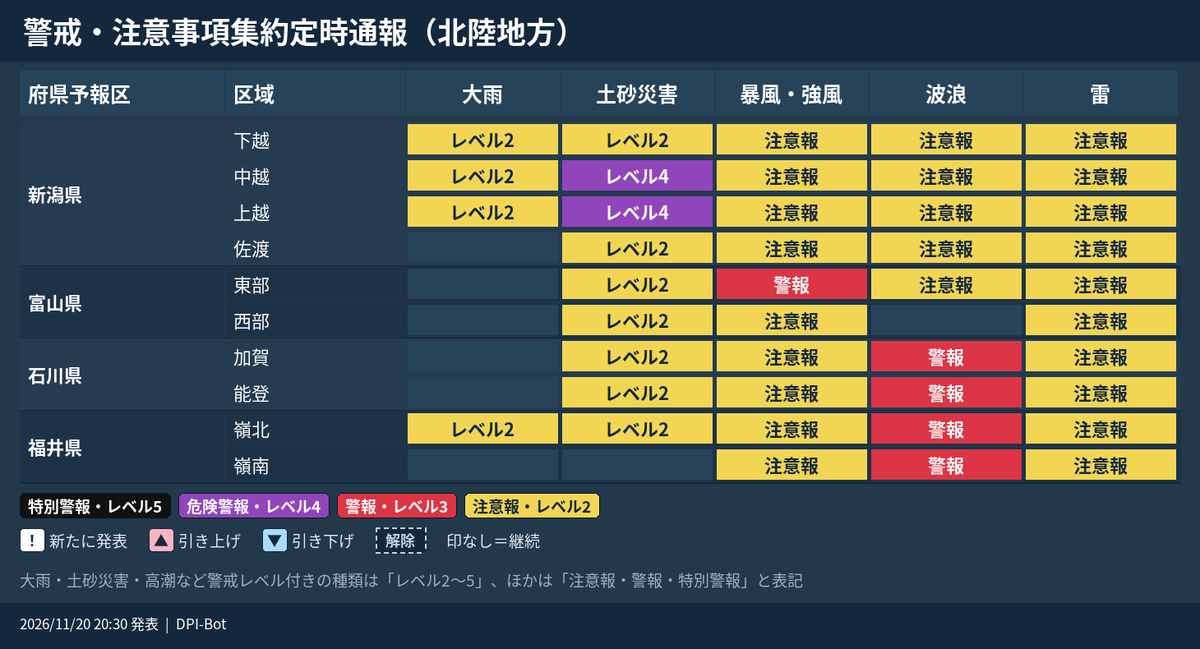 警戒・注意事項集約定時通報（北陸地方）
府県予報区 区域 大雨 土砂災害 暴風・強風 波浪 雷
新潟県 下越 レベル2 レベル2 注意報 注意報 注意報
中越 レベル2 レベル4 注意報 注意報 注意報
上越 レベル2 レベル4 注意報 注意報 注意報
佐渡 レベル2 注意報 注意報 注意報
富山県 東部 レベル2 警報 注意報 注意報
西部 レベル2 注意報 注意報
石川県 加賀 レベル2 注意報 警報 注意報
能登 レベル2 注意報 警報 注意報
福井県 嶺北 レベル2 レベル2 注意報 警報 注意報
嶺南 注意報 警報 注意報
特別警報・レベル5 危険警報・レベル4 警報・レベル3 注意報・レベル2
! 新たに発表 ▲ 引き上げ ▼ 引き下げ 解除 印なし＝継続
大雨・土砂災害・高潮など警戒レベル付きの種類は「レベル2～5」、ほかは「注意報・警報・特別警報」と表記
2026/11/20 20:30 発表 | DPI-Bot